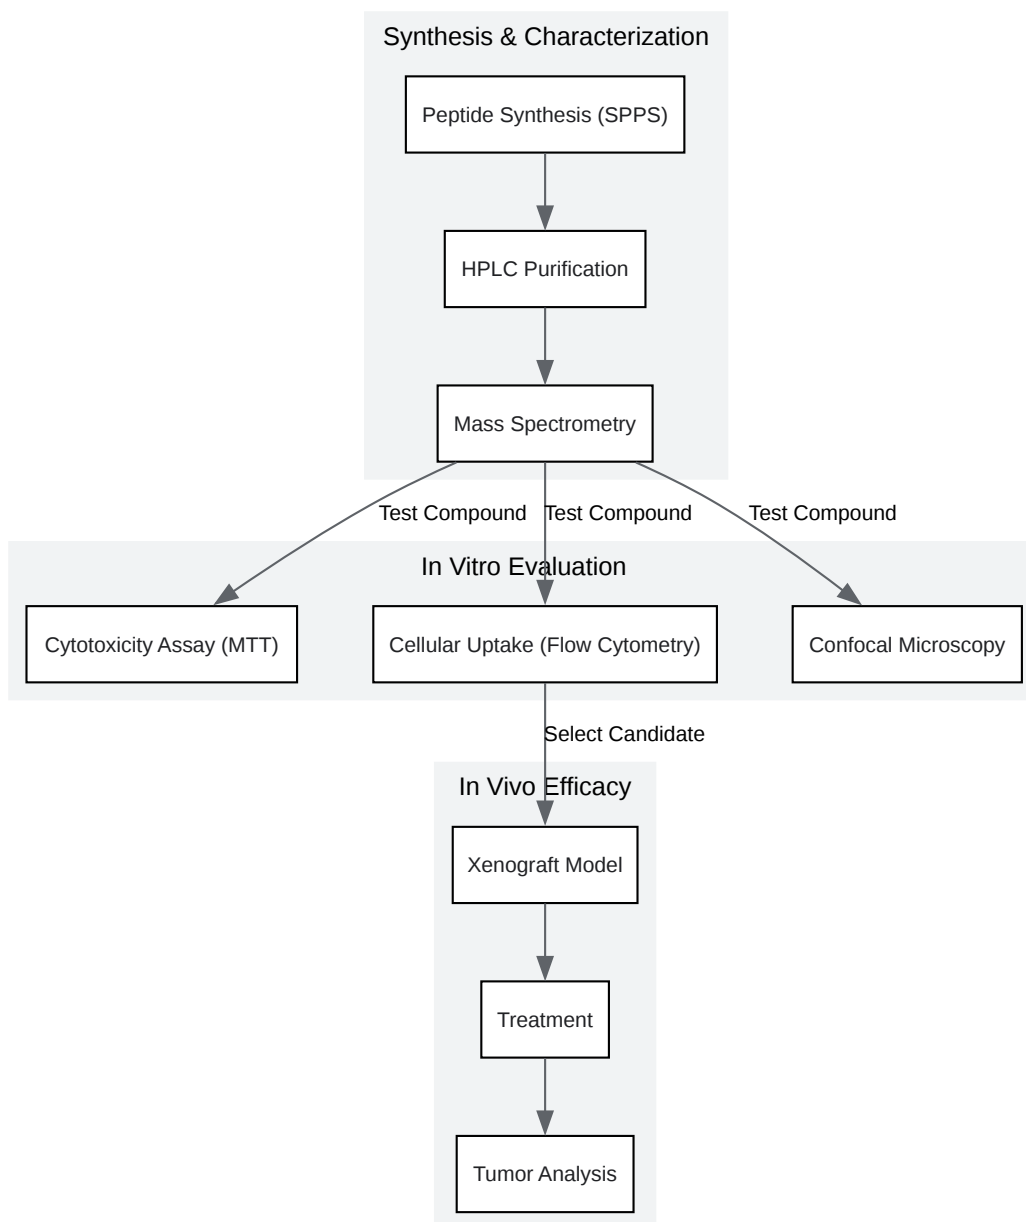 Synthesis & Characterization
Peptide Synthesis (SPPS)
HPLC Purification
Mass Spectrometry
Test Compound
Test Compound
Test Compound
In Vitro Evaluation
Cytotoxicity Assay (MTT)
Cellular Uptake (Flow Cytometry)
Confocal Microscopy
Select Candidate
In Vivo Efficacy
Xenograft Model
Treatment
Tumor Analysis